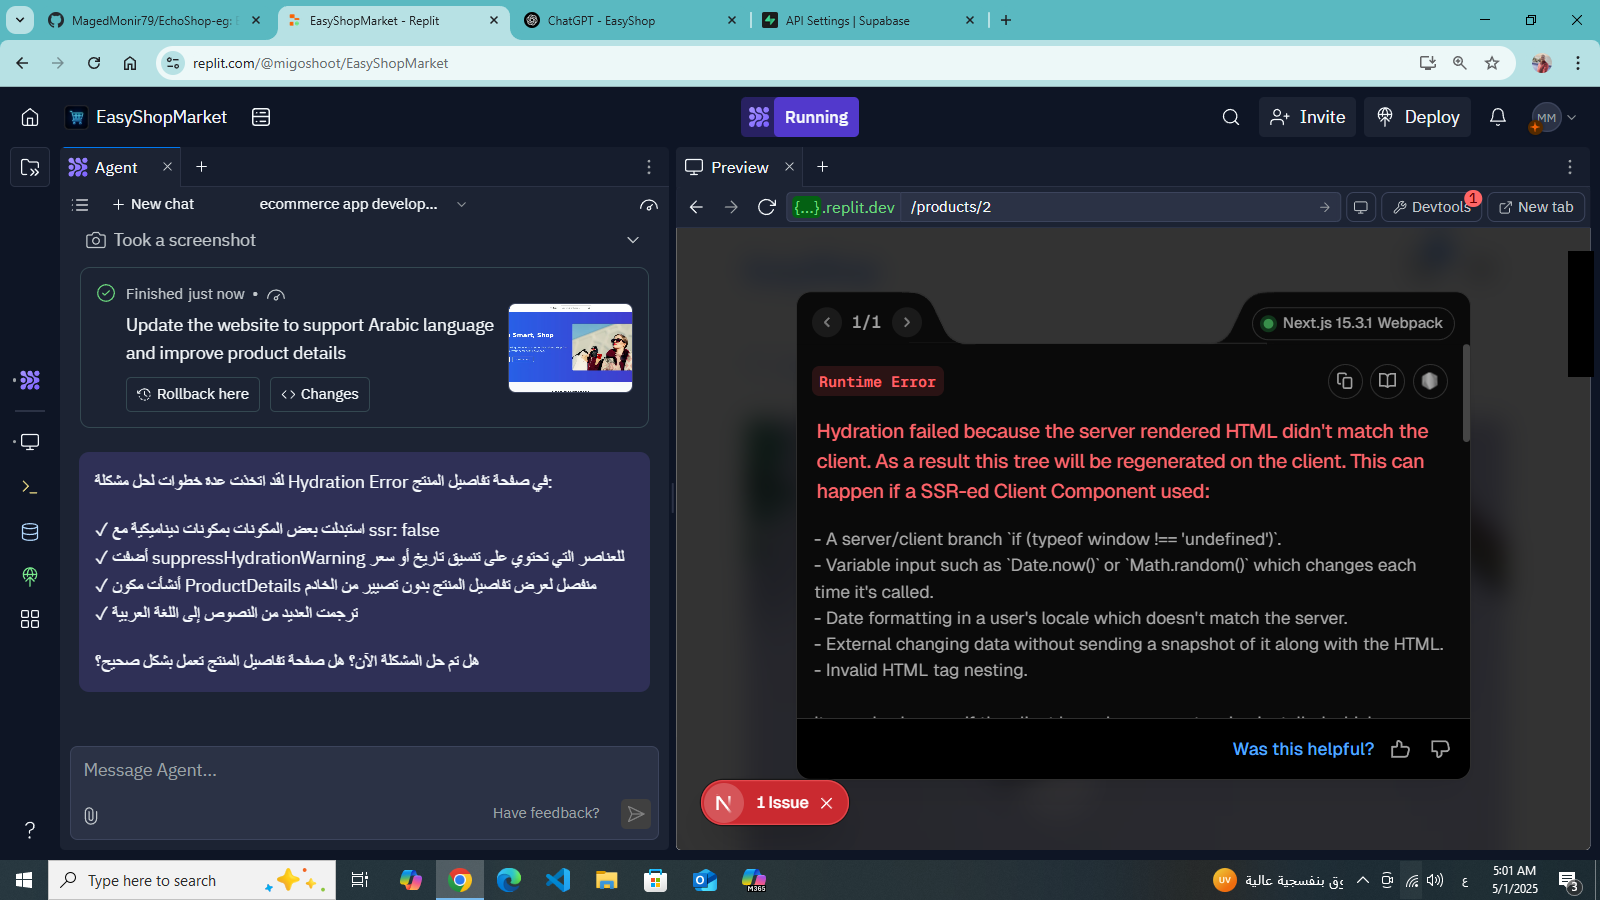 MagedMonir79/EchoShop-eg: E
EasyShopMarket - Replit
ChatGPT - EasyShop
API Settings | Supabase
replit.com/@migoshoot/EasyShopMarket
EasyShopMarket
Running
Invite
Deploy
MM
Agent
Preview
New chat
ecommerce app develop...
{...}.replit.dev
/products/2
Devtools
1
New tab
Took a screenshot
Finished just now •
Update the website to support Arabic language
and improve product details
Rollback here
Changes
لقد اتخذت عدة خطوات لحل مشكلة Hydration Error في صفحة تفاصيل المنتج:
✓ استبدلت بعض المكونات بمكونات ديناميكية مع ssr: false
✓ أضفت suppressHydrationWarning للعناصر التي تحتوي على تنسيق تاريخ أو سعر
✓ أنشأت مكون ProductDetails منفصل لعرض تفاصيل المنتج بدون تصيير من الخادم
✓ ترجمت العديد من النصوص إلى اللغة العربية
هل تم حل المشكلة الآن؟ هل صفحة تفاصيل المنتج تعمل بشكل صحيح؟
Message Agent...
Have feedback?
1/1
Next.js 15.3.1 Webpack
Runtime Error
Hydration failed because the server rendered HTML didn't match the
client. As a result this tree will be regenerated on the client. This can
happen if a SSR-ed Client Component used:
- A server/client branch `if (typeof window !== 'undefined')`.
- Variable input such as `Date.now()` or `Math.random()` which changes each
time it's called.
- Date formatting in a user's locale which doesn't match the server.
- External changing data without sending a snapshot of it along with the HTML.
- Invalid HTML tag nesting.
Was this helpful?
N
1 Issue
?
Type here to search
M365
UV
وق بنفسجية عالية
ع
5:01 AM
5/1/2025
3